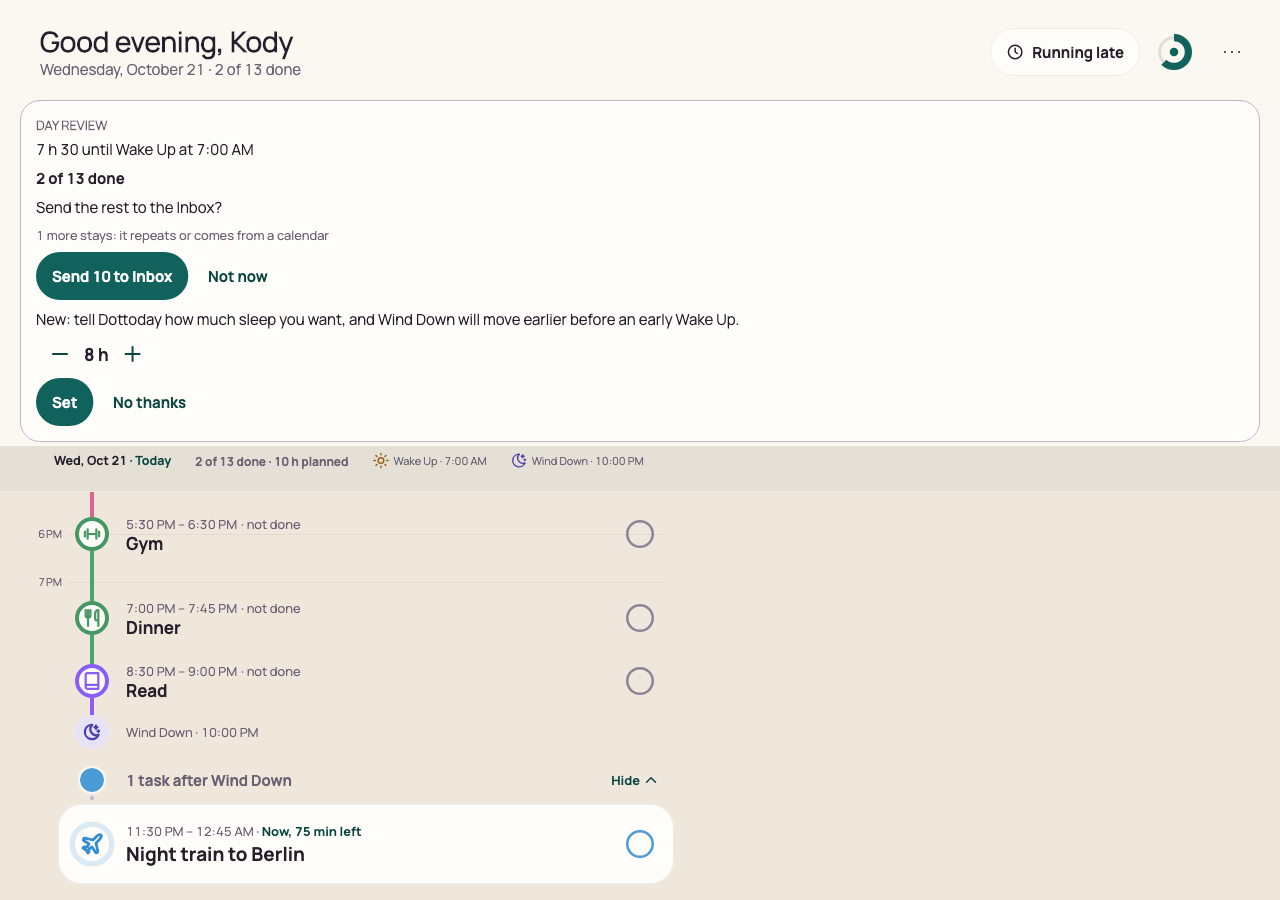 Good evening, Kody
Wednesday, October 21 · 2 of 13 done
Running late
DAY REVIEW
7 h 30 until Wake Up at 7:00 AM
2 of 13 done
Send the rest to the Inbox?
1 more stays: it repeats or comes from a calendar
Send 10 to Inbox
Not now
New: tell Dottoday how much sleep you want, and Wind Down will move earlier before an early Wake Up.
8 h
Set
No thanks
Wed, Oct 21 · Today
2 of 13 done · 10 h planned
Wake Up · 7:00 AM
Wind Down · 10:00 PM
5:30 PM – 6:30 PM · not done
6 PM
Gym
7 PM
7:00 PM – 7:45 PM · not done
Dinner
8:30 PM – 9:00 PM · not done
Read
Wind Down · 10:00 PM
1 task after Wind Down
Hide
11:30 PM – 12:45 AM · Now, 75 min left
Night train to Berlin